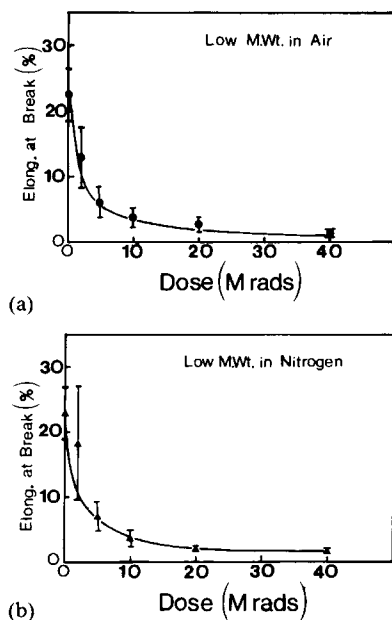 Low M.Wt. in Air
Elong. at Break (%)
30
20
10
0
0 10 20 30 40
Dose (M rads)
(a)
Low M.Wt. in Nitrogen
Elong. at Break (%)
30
20
10
0
0 10 20 30 40
Dose (M rads)
(b)